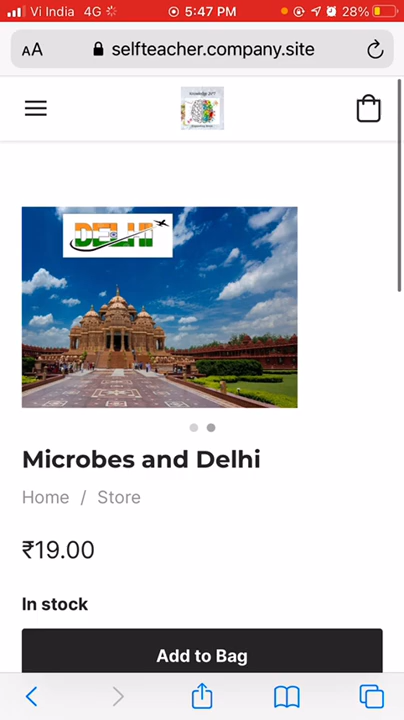 Vi India 4G 5:47 PM 28%
AA selfteacher.company.site
DELHI
Microbes and Delhi
Home / Store
₹19.00
In stock
Add to Bag